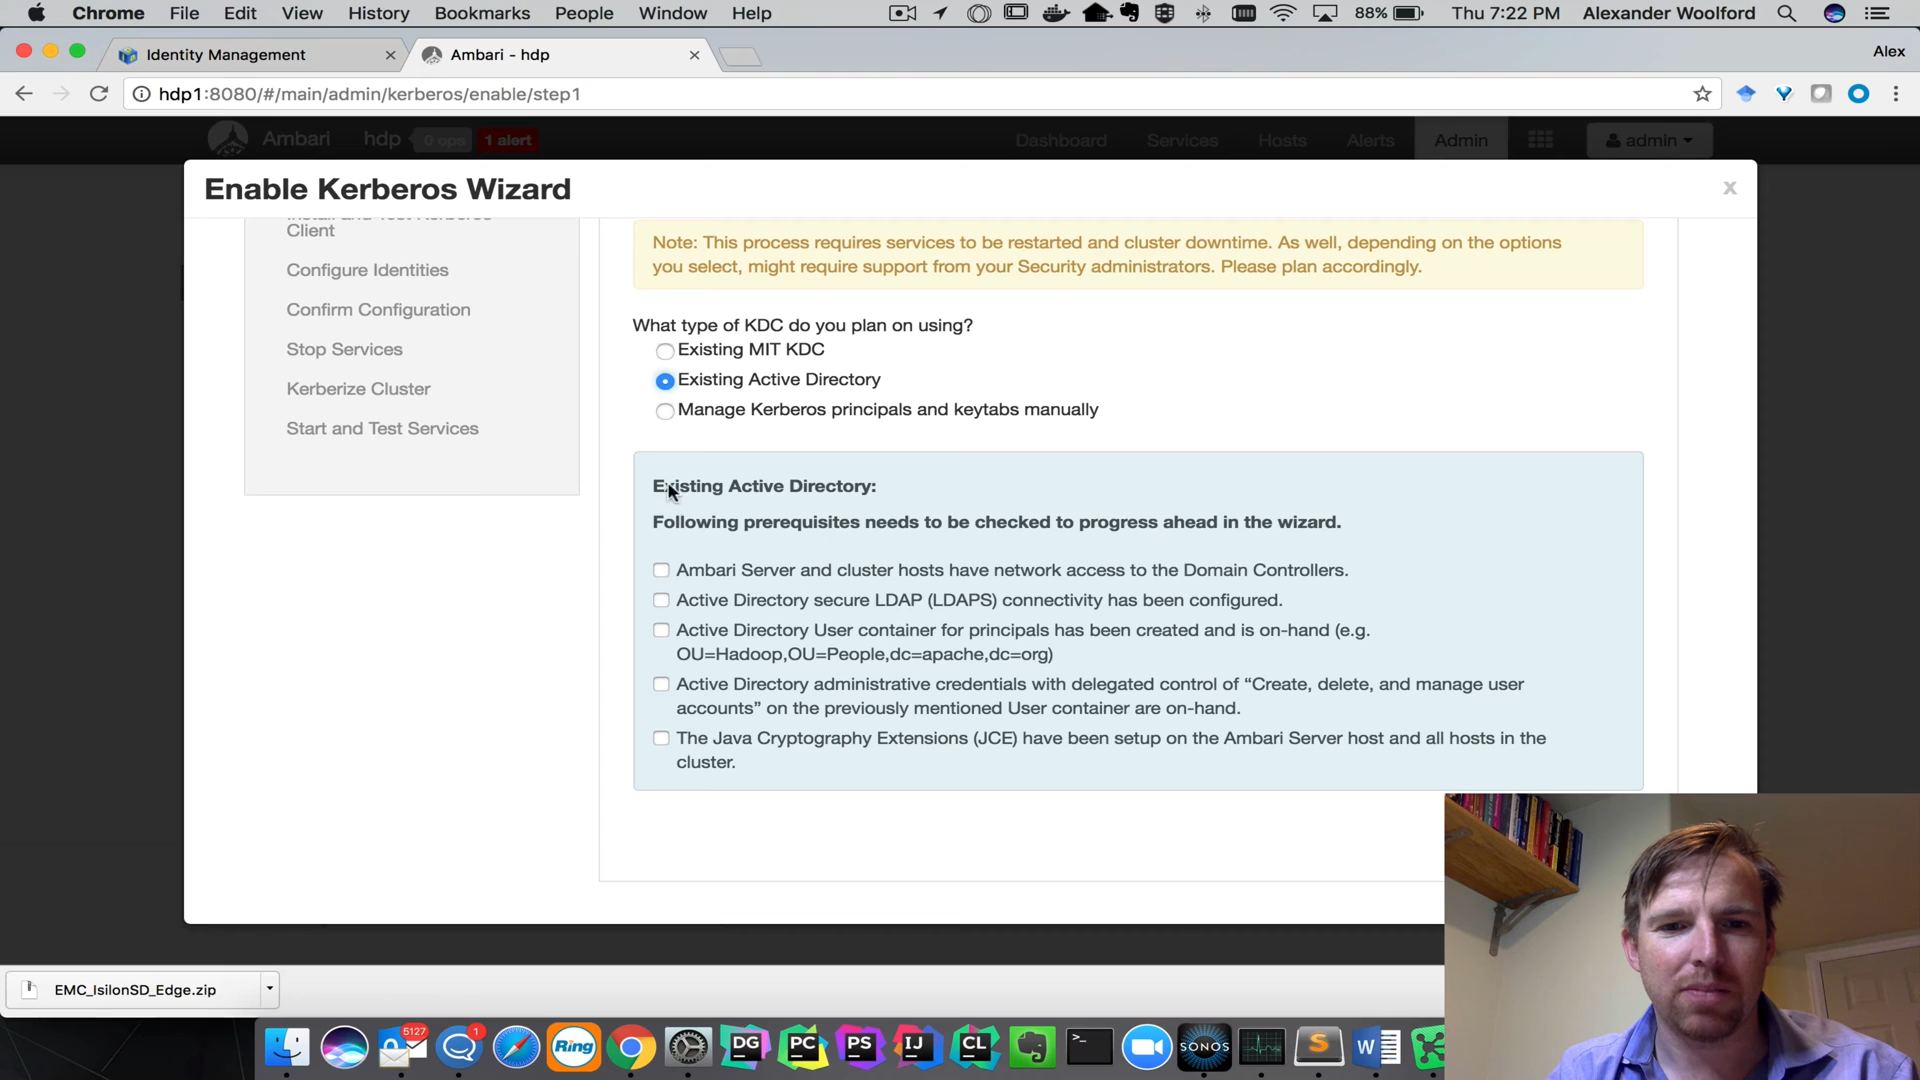 Chrome File Edit View History Bookmarks People Window Help 88% Thu 7:22 PM Alexander Woolford
Identity Management Ambari - hdp Alex
hdp1:8080/#/main/admin/kerberos/enable/step1
Ambari hdp 0 ops 1 alert Dashboard Services Hosts Alerts Admin admin
Enable Kerberos Wizard x
Install and Test Kerberos
Client
Configure Identities
Confirm Configuration
Stop Services
Kerberize Cluster
Start and Test Services
Note: This process requires services to be restarted and cluster downtime. As well, depending on the options
you select, might require support from your Security administrators. Please plan accordingly.
What type of KDC do you plan on using?
Existing MIT KDC
Existing Active Directory
Manage Kerberos principals and keytabs manually
Existing Active Directory:
Following prerequisites needs to be checked to progress ahead in the wizard.
Ambari Server and cluster hosts have network access to the Domain Controllers.
Active Directory secure LDAP (LDAPS) connectivity has been configured.
Active Directory User container for principals has been created and is on-hand (e.g.
OU=Hadoop,OU=People,dc=apache,dc=org)
Active Directory administrative credentials with delegated control of “Create, delete, and manage user
accounts” on the previously mentioned User container are on-hand.
The Java Cryptography Extensions (JCE) have been setup on the Ambari Server host and all hosts in the
cluster.
EMC_IsilonSD_Edge.zip
5127 1 Ring DG PC PS IJ CL >_ SONOS S W